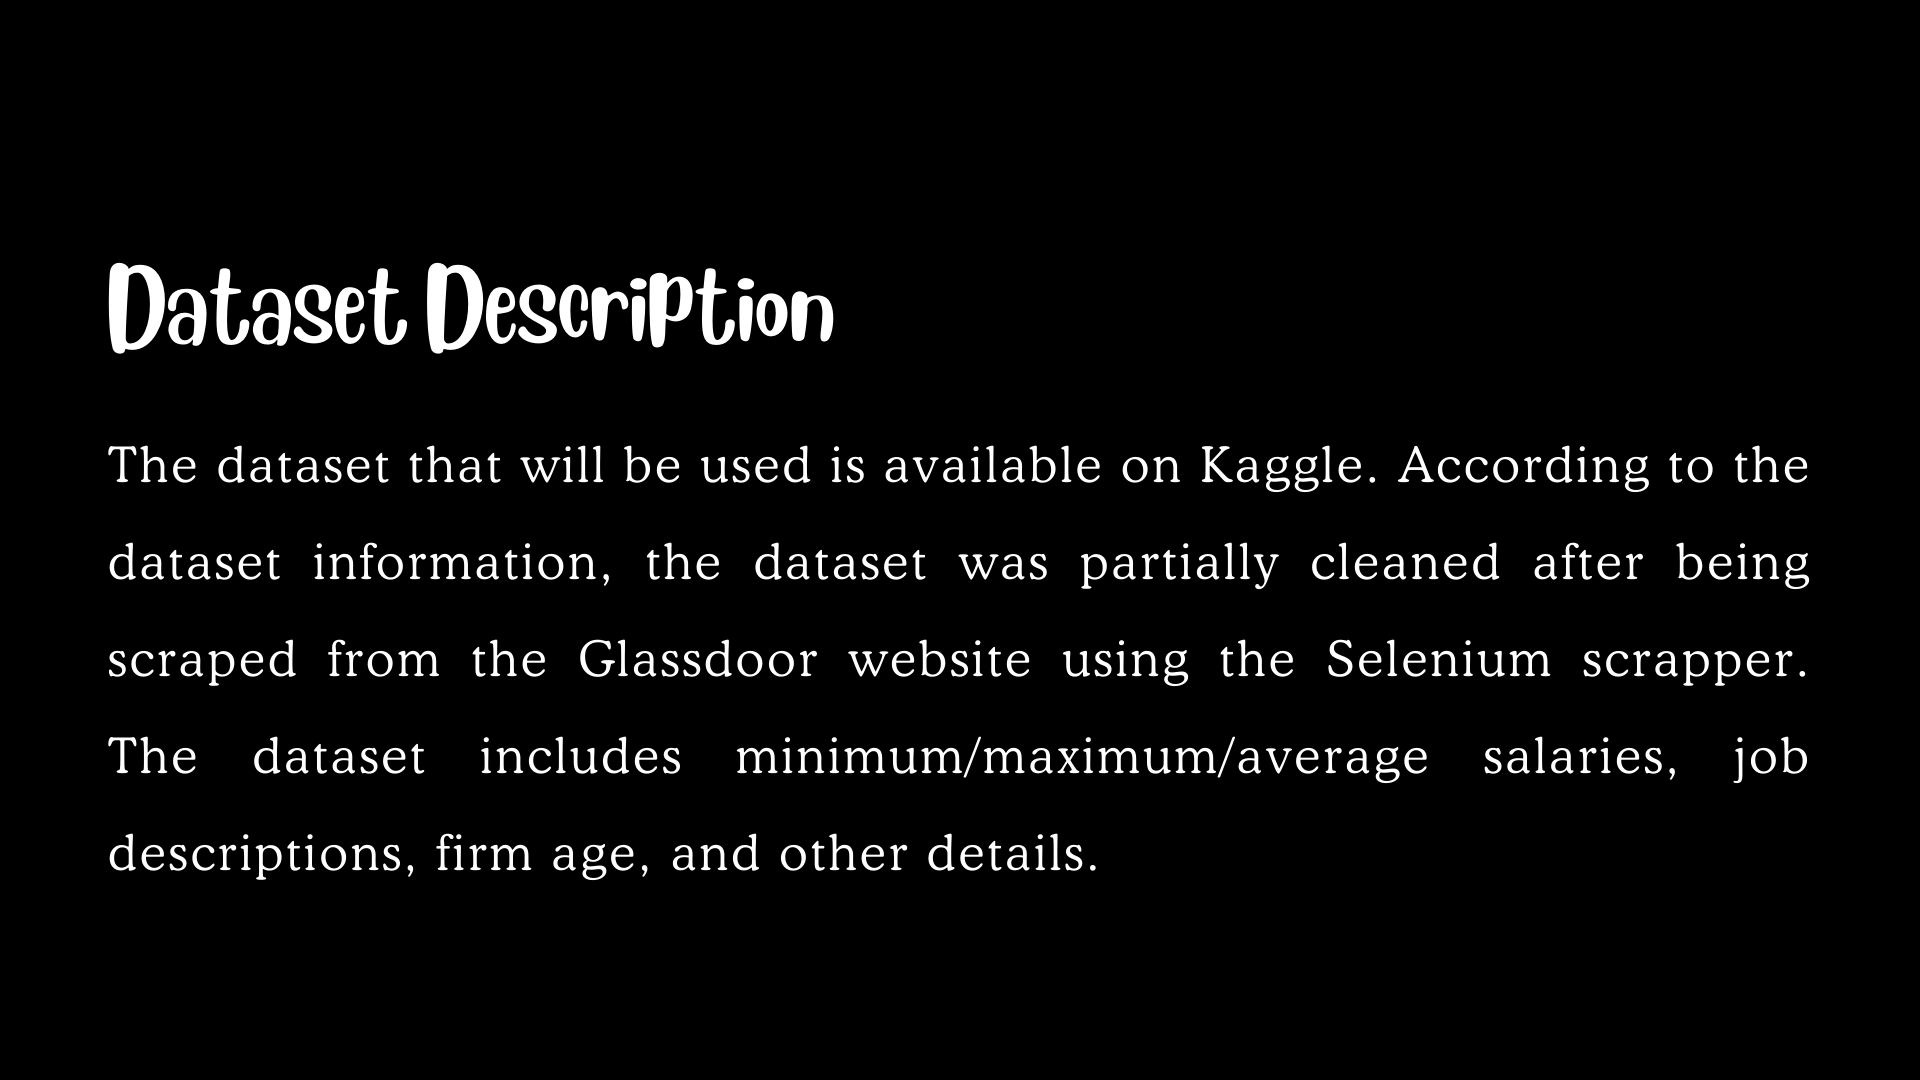 Dataset Description
The dataset that will be used is available on Kaggle. According to the
dataset information, the dataset was partially cleaned after being
scraped from the Glassdoor website using the Selenium scrapper.
The dataset includes minimum/maximum/average salaries, job
descriptions, firm age, and other details.